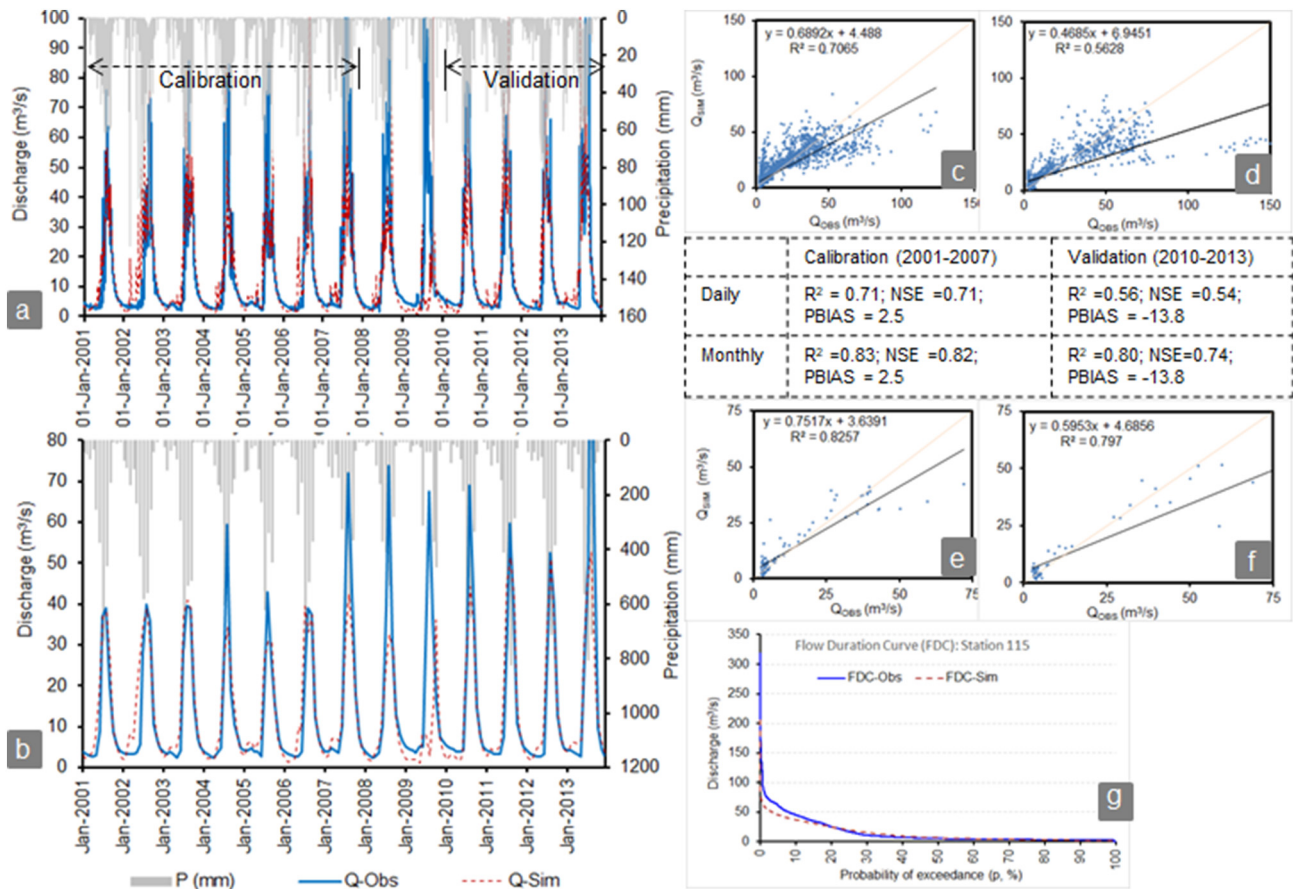 100
90
80
70
60
50
40
30
20
10
0
Discharge (m³/s)
0
20
40
60
80
100
120
140
160
Precipitation (mm)
Calibration
Validation
a
01-Jan-2001
01-Jan-2002
01-Jan-2003
01-Jan-2004
01-Jan-2005
01-Jan-2006
01-Jan-2007
01-Jan-2008
01-Jan-2009
01-Jan-2010
01-Jan-2011
01-Jan-2012
01-Jan-2013
80
70
60
50
40
30
20
10
0
Discharge (m³/s)
0
200
400
600
800
1000
1200
Precipitation (mm)
b
Jan-2001
Jan-2002
Jan-2003
Jan-2004
Jan-2005
Jan-2006
Jan-2007
Jan-2008
Jan-2009
Jan-2010
Jan-2011
Jan-2012
Jan-2013
P (mm) Q-Obs Q-Sim
y = 0.6892x + 4.488
R² = 0.7065
150
100
50
0
QSIM (m³/s)
c
0 50 100
QOBS (m³/s)
y = 0.4685x + 6.9451
R² = 0.5628
150
100
50
0
d
0 50 100 150
QOBS (m³/s)
Calibration (2001-2007) Validation (2010-2013)
Daily R² = 0.71; NSE =0.71; R² =0.56; NSE =0.54;
PBIAS = 2.5 PBIAS = -13.8
Monthly R² =0.83; NSE =0.82; R² =0.80; NSE=0.74;
PBIAS = 2.5 PBIAS = -13.8
y = 0.7517x + 3.6391
R² = 0.8257
75
50
25
0
QSIM (m³/s)
e
0 25 50 75
QOBS (m³/s)
y = 0.5953x + 4.6856
R² = 0.797
75
50
25
0
f
0 25 50 75
QOBS (m³/s)
Flow Duration Curve (FDC): Station 115
FDC-Obs FDC-Sim
350
300
250
200
150
100
50
0
Discharge (m³/s)
g
0 10 20 30 40 50 60 70 80 90 100
Probability of exceedance (p, %)